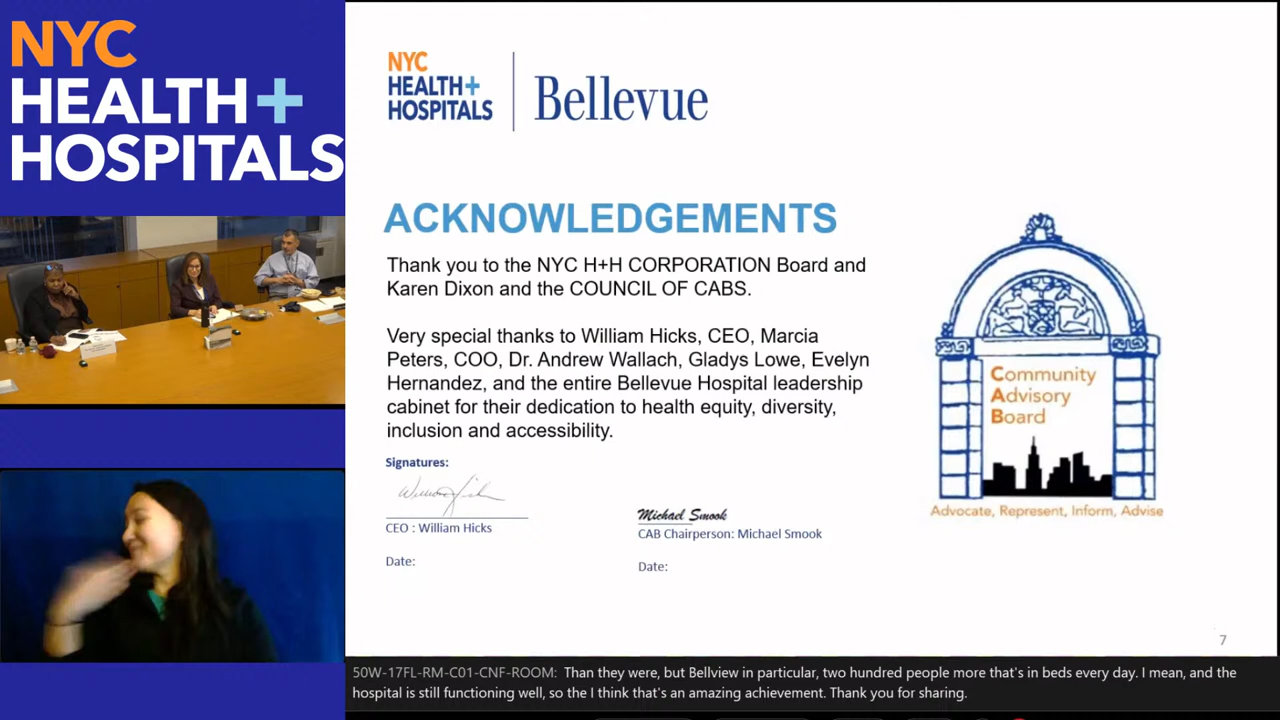 NYC
HEALTH+
HOSPITALS
NYC
HEALTH+
HOSPITALS
Bellevue
ACKNOWLEDGEMENTS
Thank you to the NYC H+H CORPORATION Board and
Karen Dixon and the COUNCIL OF CABS.
Very special thanks to William Hicks, CEO, Marcia
Peters, COO, Dr. Andrew Wallach, Gladys Lowe, Evelyn
Hernandez, and the entire Bellevue Hospital leadership
cabinet for their dedication to health equity, diversity,
inclusion and accessibility.
Signatures:
CEO : William Hicks
Date:
Michael Smook
CAB Chairperson: Michael Smook
Date:
Community
Advisory
Board
Advocate, Represent, Inform, Advise
7
50W-17FL-RM-C01-CNF-ROOM: Than they were, but Bellview in particular, two hundred people more that's in beds every day. I mean, and the
hospital is still functioning well, so the I think that's an amazing achievement. Thank you for sharing.